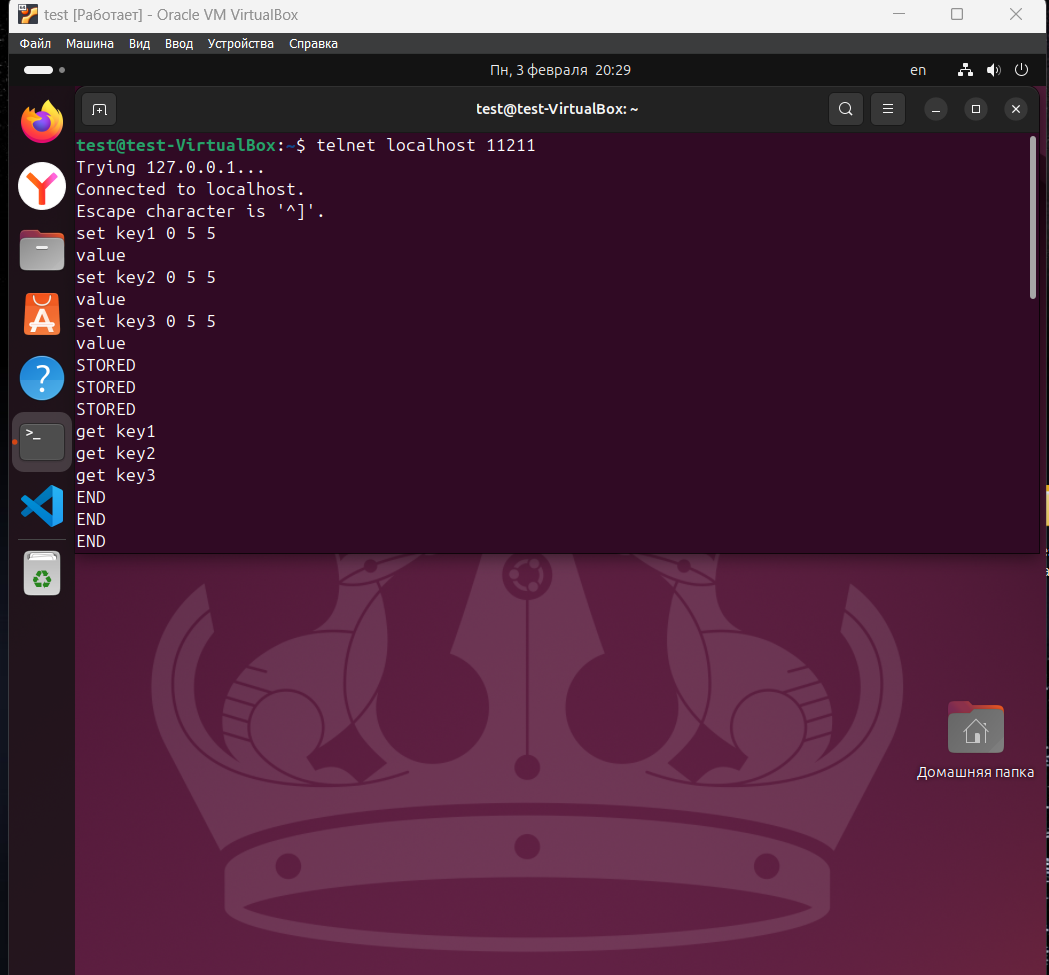 test [Работает] - Oracle VM VirtualBox
Файл Машина Вид Ввод Устройства Справка
Пн, 3 февраля 20:29
en
test@test-VirtualBox: ~
test@test-VirtualBox:~$ telnet localhost 11211
Trying 127.0.0.1...
Connected to localhost.
Escape character is '^]'.
set key1 0 5 5
value
set key2 0 5 5
value
set key3 0 5 5
value
STORED
STORED
STORED
get key1
get key2
get key3
END
END
END
Домашняя папка